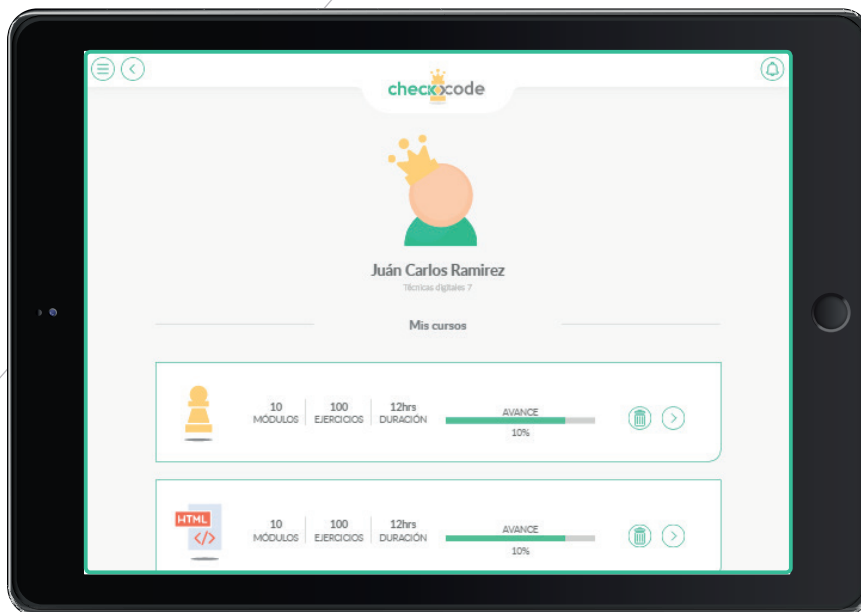 checkcode
Juán Carlos Ramirez
Técnicas digitales 7
Mis cursos
10 100 12hrs AVANCE
MÓDULOS EJERCICIOS DURACIÓN 10%
HTML
</>
10 100 12hrs AVANCE
MÓDULOS EJERCICIOS DURACIÓN 10%